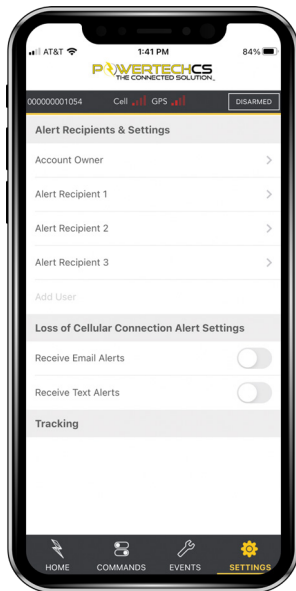 AT&T 1:41 PM 84%
POWERTECHCS
THE CONNECTED SOLUTION
000000001054 Cell GPS DISARMED
Alert Recipients & Settings
Account Owner
Alert Recipient 1
Alert Recipient 2
Alert Recipient 3
Add User
Loss of Cellular Connection Alert Settings
Receive Email Alerts
Receive Text Alerts
Tracking
HOME COMMANDS EVENTS SETTINGS